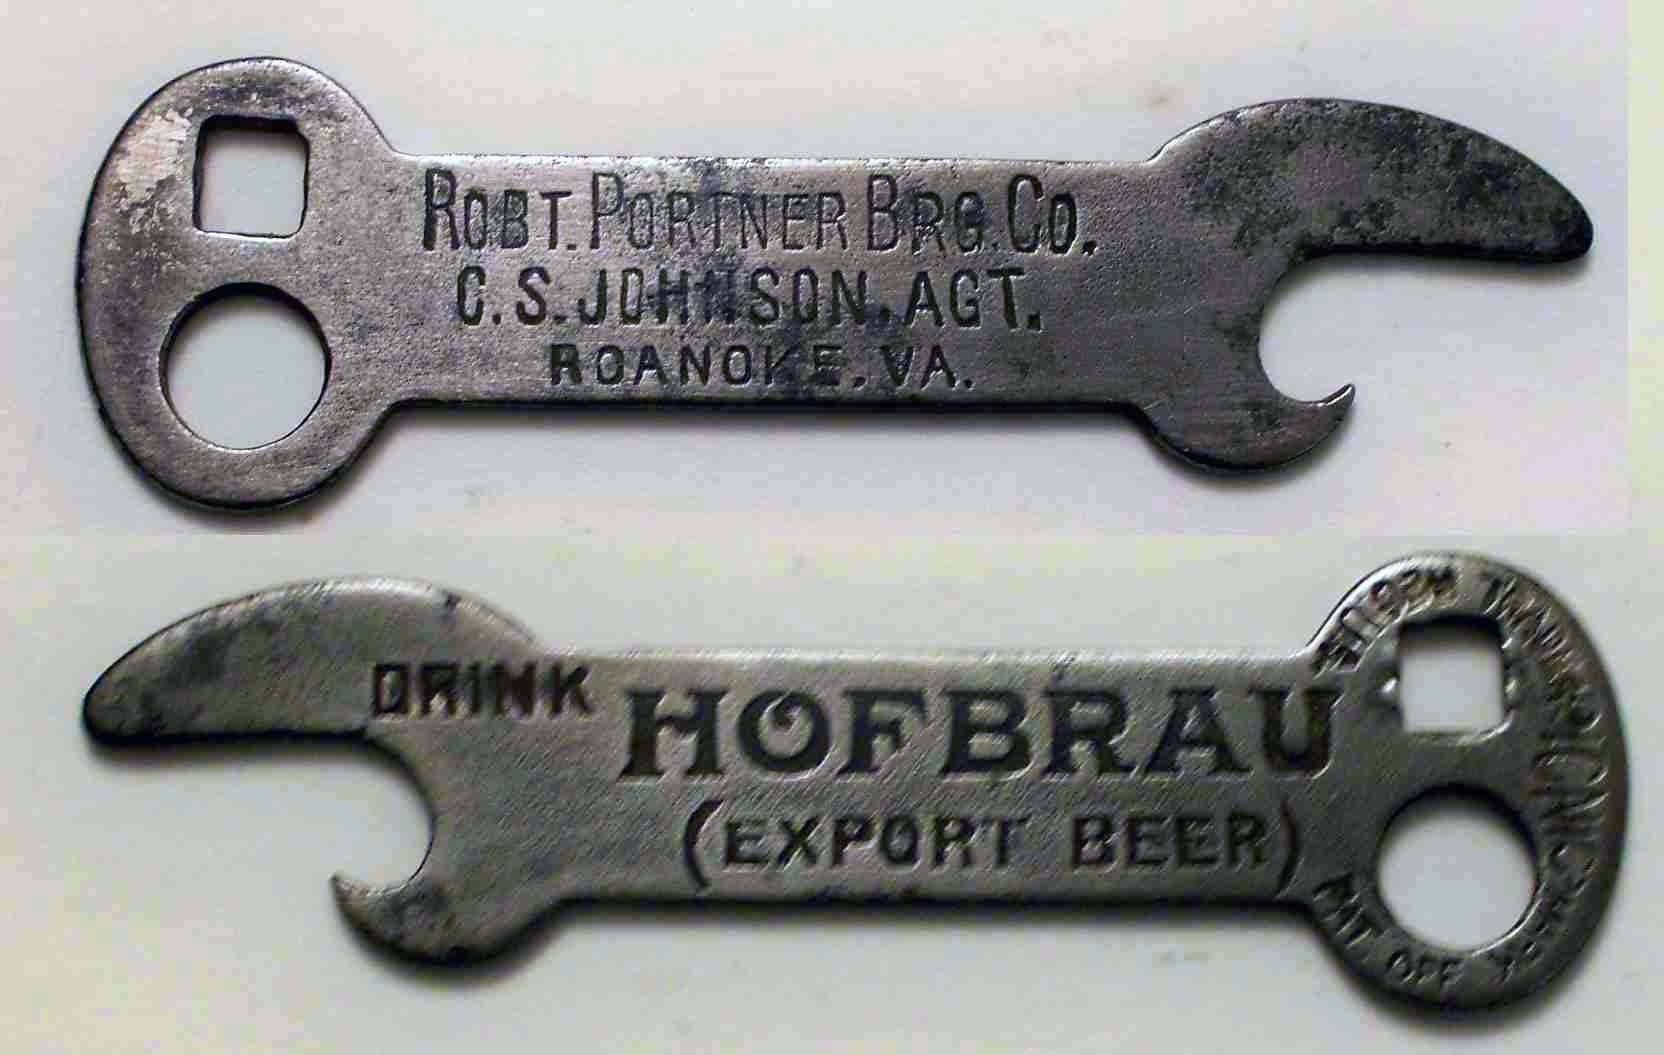 ROBT. PORTNER BRG. CO.
C. S. JOHNSON, AGT.
ROANOKE, VA.
DRINK HOFBRAU
(EXPORT BEER)
PAT. OFF.